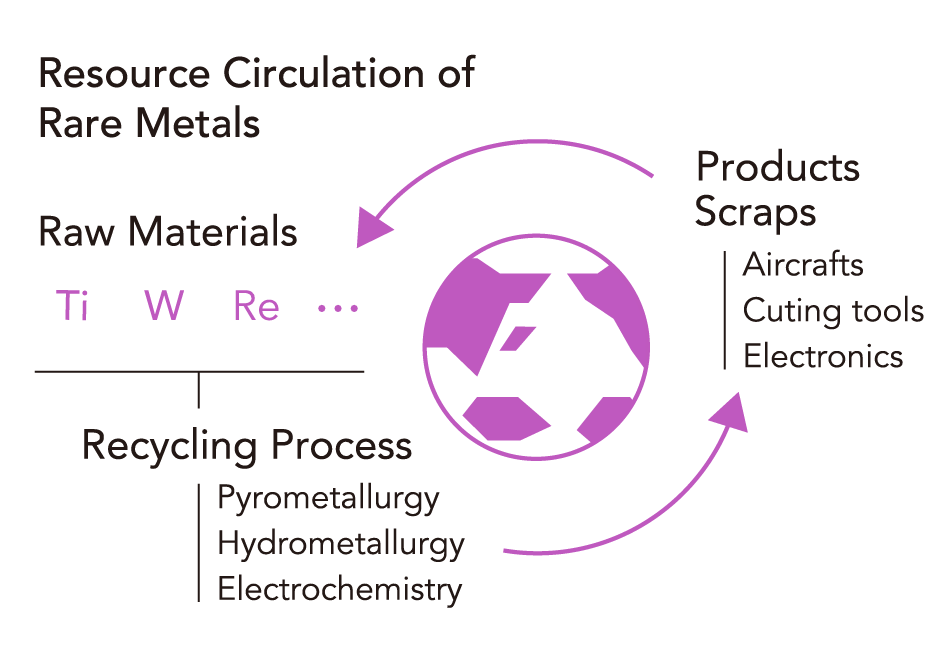 Resource Circulation of
Rare Metals
Raw Materials
Ti W Re ···
Recycling Process
Pyrometallurgy
Hydrometallurgy
Electrochemistry
Products
Scraps
Aircrafts
Cuting tools
Electronics